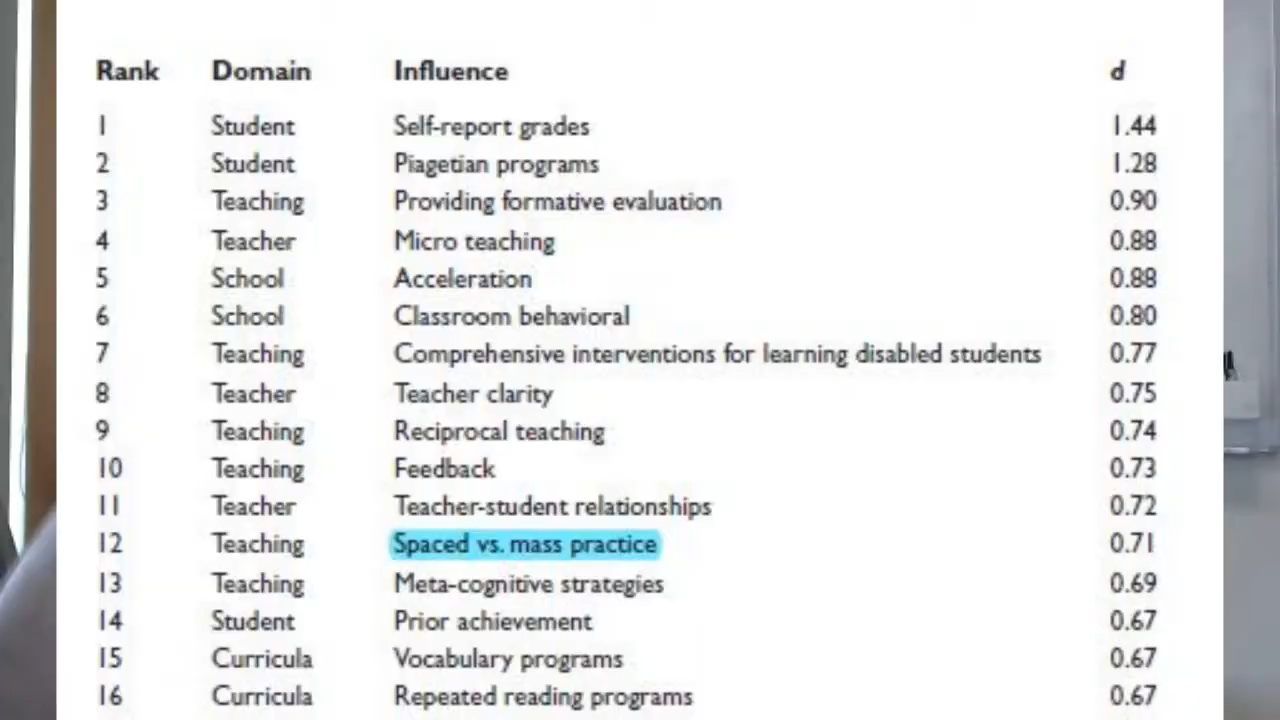 Rank Domain Influence d
1 Student Self-report grades 1.44
2 Student Piagetian programs 1.28
3 Teaching Providing formative evaluation 0.90
4 Teacher Micro teaching 0.88
5 School Acceleration 0.88
6 School Classroom behavioral 0.80
7 Teaching Comprehensive interventions for learning disabled students 0.77
8 Teacher Teacher clarity 0.75
9 Teaching Reciprocal teaching 0.74
10 Teaching Feedback 0.73
11 Teacher Teacher-student relationships 0.72
12 Teaching Spaced vs. mass practice 0.71
13 Teaching Meta-cognitive strategies 0.69
14 Student Prior achievement 0.67
15 Curricula Vocabulary programs 0.67
16 Curricula Repeated reading programs 0.67